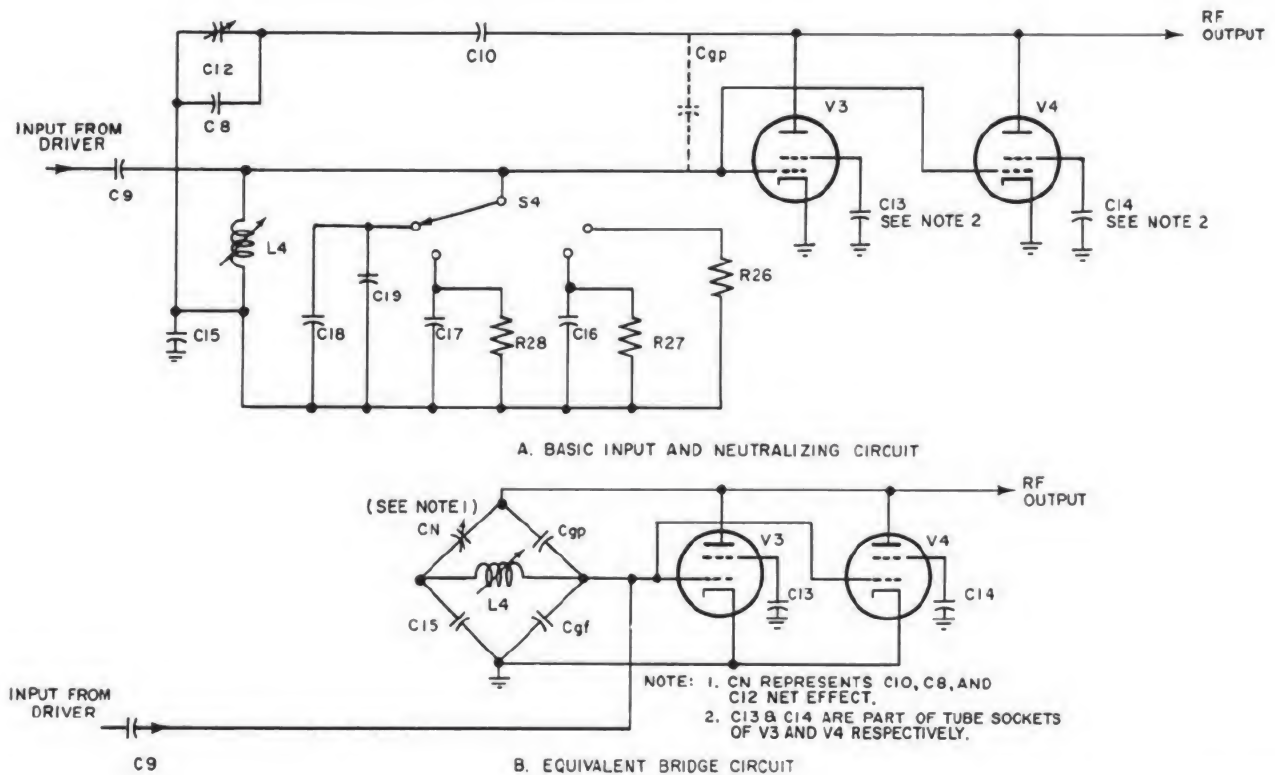 RF
OUTPUT
C12
C10
Cgp
C8
V3
V4
INPUT FROM
DRIVER
C9
S4
C13
SEE NOTE 2
C14
SEE NOTE 2
L4
R26
C19
C15
C18
C17
R28
C16
R27
A. BASIC INPUT AND NEUTRALIZING CIRCUIT
RF
OUTPUT
(SEE NOTE 1)
CN
Cgp
V3
V4
L4
C13
C14
C15
Cgf
INPUT FROM
DRIVER
C9
NOTE: 1. CN REPRESENTS C10, C8, AND
C12 NET EFFECT.
2. C13 & C14 ARE PART OF TUBE SOCKETS
OF V3 AND V4 RESPECTIVELY.
B. EQUIVALENT BRIDGE CIRCUIT